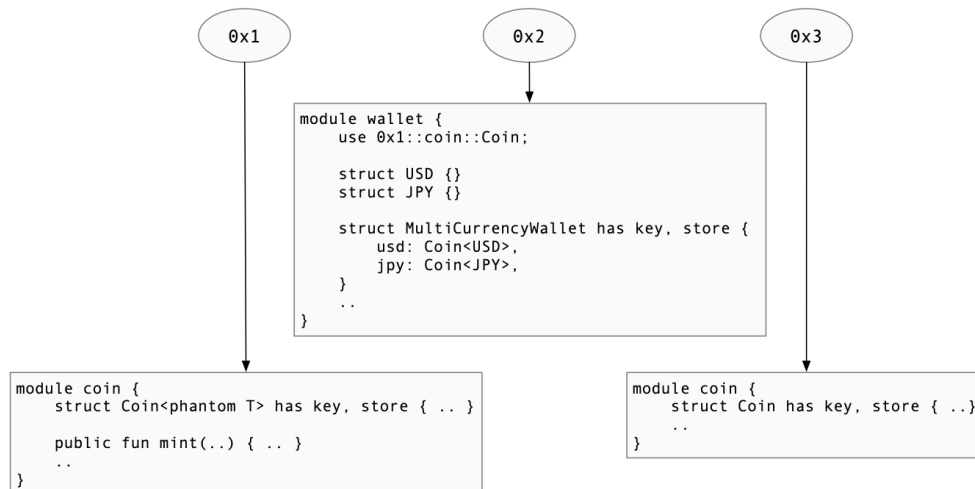 0x1
0x2
0x3
module wallet {
    use 0x1::coin::Coin;
    struct USD {}
    struct JPY {}
    struct MultiCurrencyWallet has key, store {
        usd: Coin<USD>,
        jpy: Coin<JPY>,
    }
    ..
}
module coin {
    struct Coin<phantom T> has key, store { .. }
    public fun mint(..) { .. }
    ..
}
module coin {
    struct Coin has key, store { ..}
    ..
}